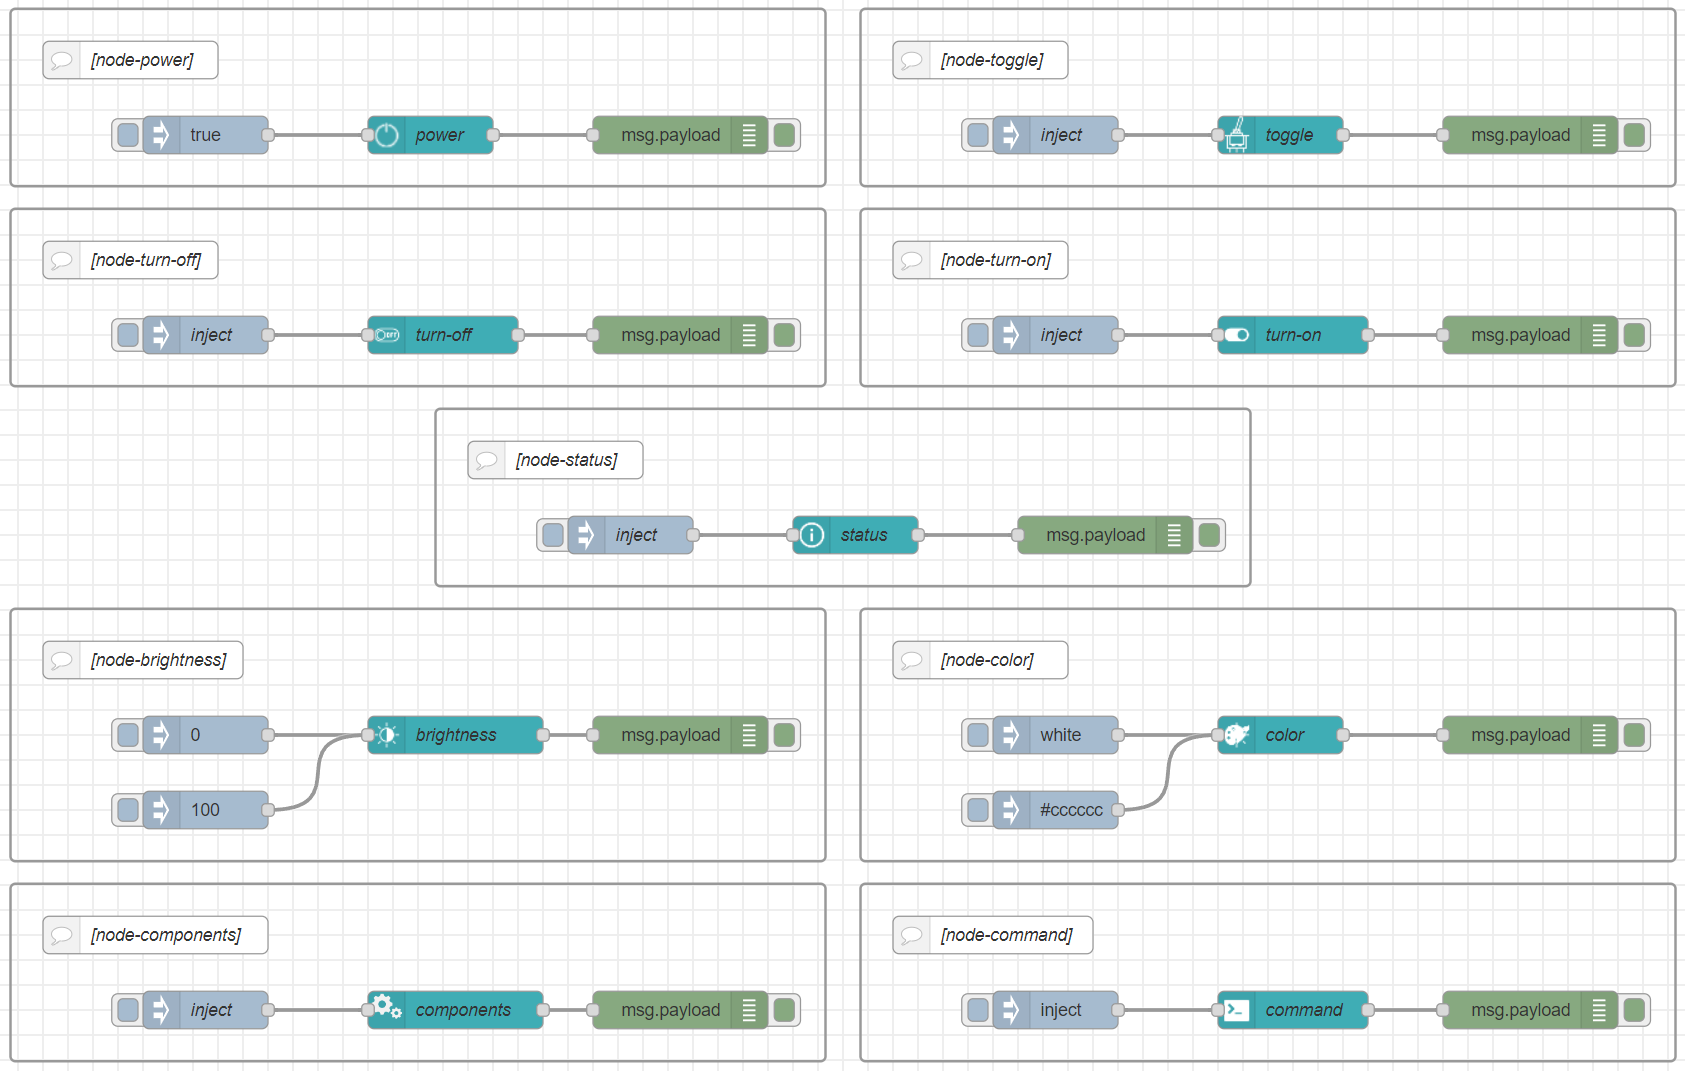 [node-power]
true
power
msg.payload
[node-toggle]
inject
toggle
msg.payload
[node-turn-off]
inject
OFF
turn-off
msg.payload
[node-turn-on]
inject
turn-on
msg.payload
[node-status]
inject
status
msg.payload
[node-brightness]
0
brightness
msg.payload
100
[node-color]
white
color
msg.payload
#cccccc
[node-components]
inject
components
msg.payload
[node-command]
inject
command
msg.payload